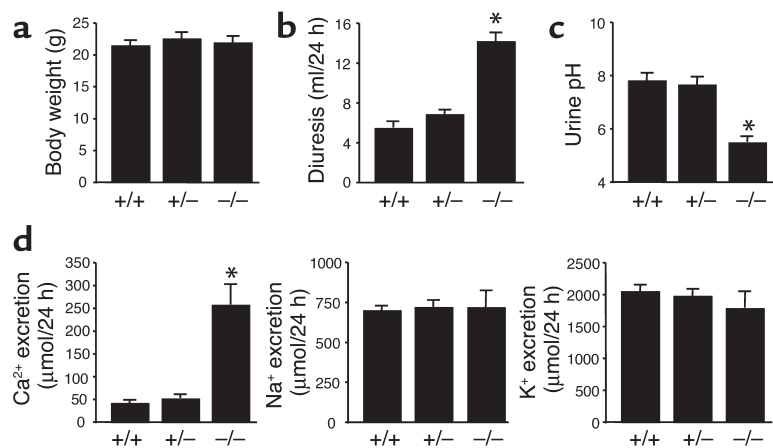 a
Body weight (g)
25
20
15
10
5
0
+/+ +/– –/–
b
Diuresis (ml/24 h)
16
12
8
4
0
*
+/+ +/– –/–
c
Urine pH
10
8
6
4
*
+/+ +/– –/–
d
Ca²⁺ excretion
(μmol/24 h)
350
300
250
200
150
100
50
0
*
+/+ +/– –/–
Na⁺ excretion
(μmol/24 h)
1000
750
500
250
0
+/+ +/– –/–
K⁺ excretion
(μmol/24 h)
2500
2000
1500
1000
500
0
+/+ +/– –/–